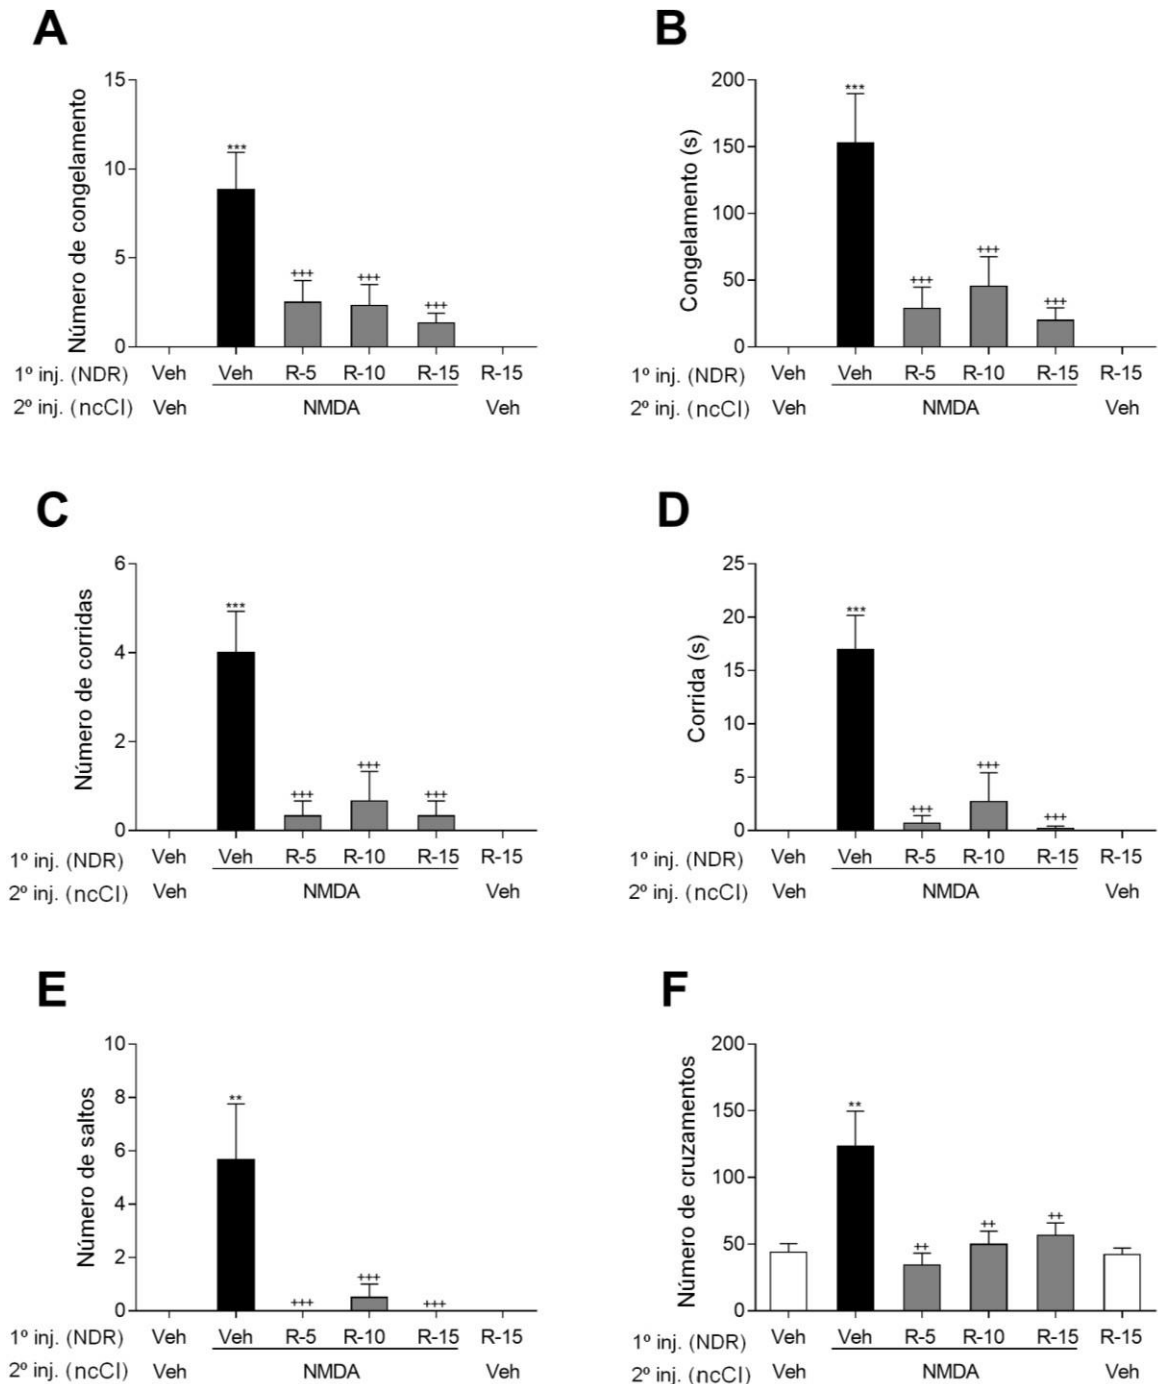 A
Número de congelamento
15
***
10
5
+++ +++ +++
0
1º inj. (NDR) Veh Veh R-5 R-10 R-15 R-15
2º inj. (ncCI) Veh NMDA Veh
B
Congelamento (s)
200
***
150
100
50
+++ +++ +++
0
1º inj. (NDR) Veh Veh R-5 R-10 R-15 R-15
2º inj. (ncCI) Veh NMDA Veh
C
Número de corridas
6
***
4
2
+++ +++ +++
0
1º inj. (NDR) Veh Veh R-5 R-10 R-15 R-15
2º inj. (ncCI) Veh NMDA Veh
D
Corrida (s)
25
20
***
15
10
5
+++ +++ +++
0
1º inj. (NDR) Veh Veh R-5 R-10 R-15 R-15
2º inj. (ncCI) Veh NMDA Veh
E
Número de saltos
10
8
**
6
4
2
+++ +++ +++
0
1º inj. (NDR) Veh Veh R-5 R-10 R-15 R-15
2º inj. (ncCI) Veh NMDA Veh
F
Número de cruzamentos
200
150
**
100
50
++ ++ ++
0
1º inj. (NDR) Veh Veh R-5 R-10 R-15 R-15
2º inj. (ncCI) Veh NMDA Veh